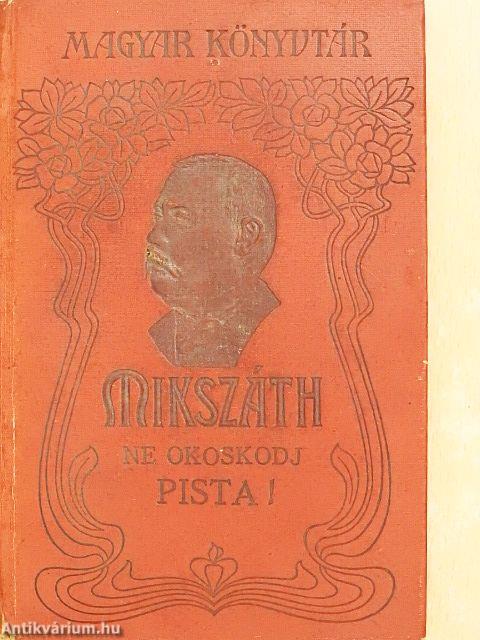 MAGYAR KÖNYVTÁR
MIKSZÁTH
NE OKOSKODJ
PISTA!
Antikvárium.hu